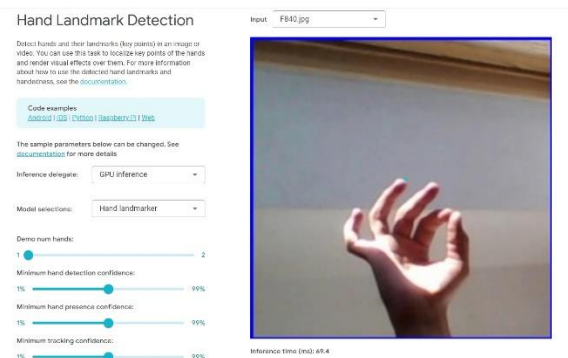 Hand Landmark Detection
Detect hands and their landmarks (key points) in an image or
video. You can use this task to localize key points of the hands
and render visual effects over them. For more information
about how to use the detected hand landmarks and
handedness, see the documentation.
Code examples
Android | iOS | Python | Raspberry Pi | Web
The sample parameters below can be changed. See
documentation for more details
Inference delegate: GPU inference
Model selections: Hand landmarker
Demo num hands:
1 2
Minimum hand detection confidence:
1% 99%
Minimum hand presence confidence:
1% 99%
Minimum tracking confidence:
1% 99%
Input F840.jpg
Inference time (ms): 69.4